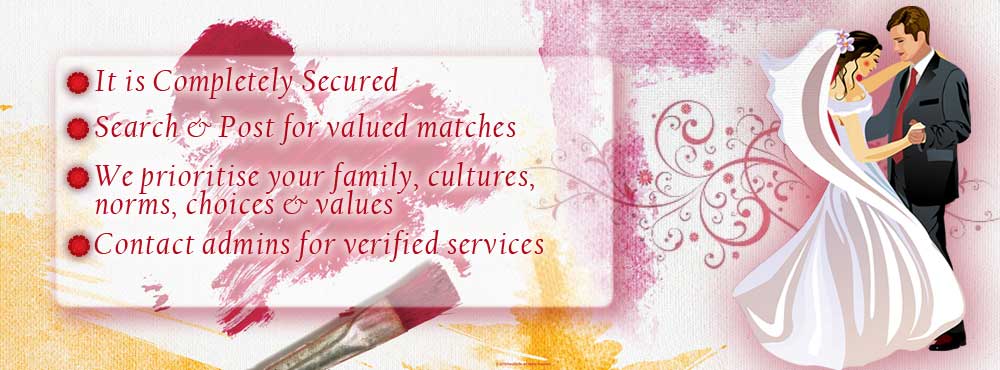 It is Completely Secured
Search & Post for valued matches
We prioritise your family, cultures,
norms, choices & values
Contact admins for verified services